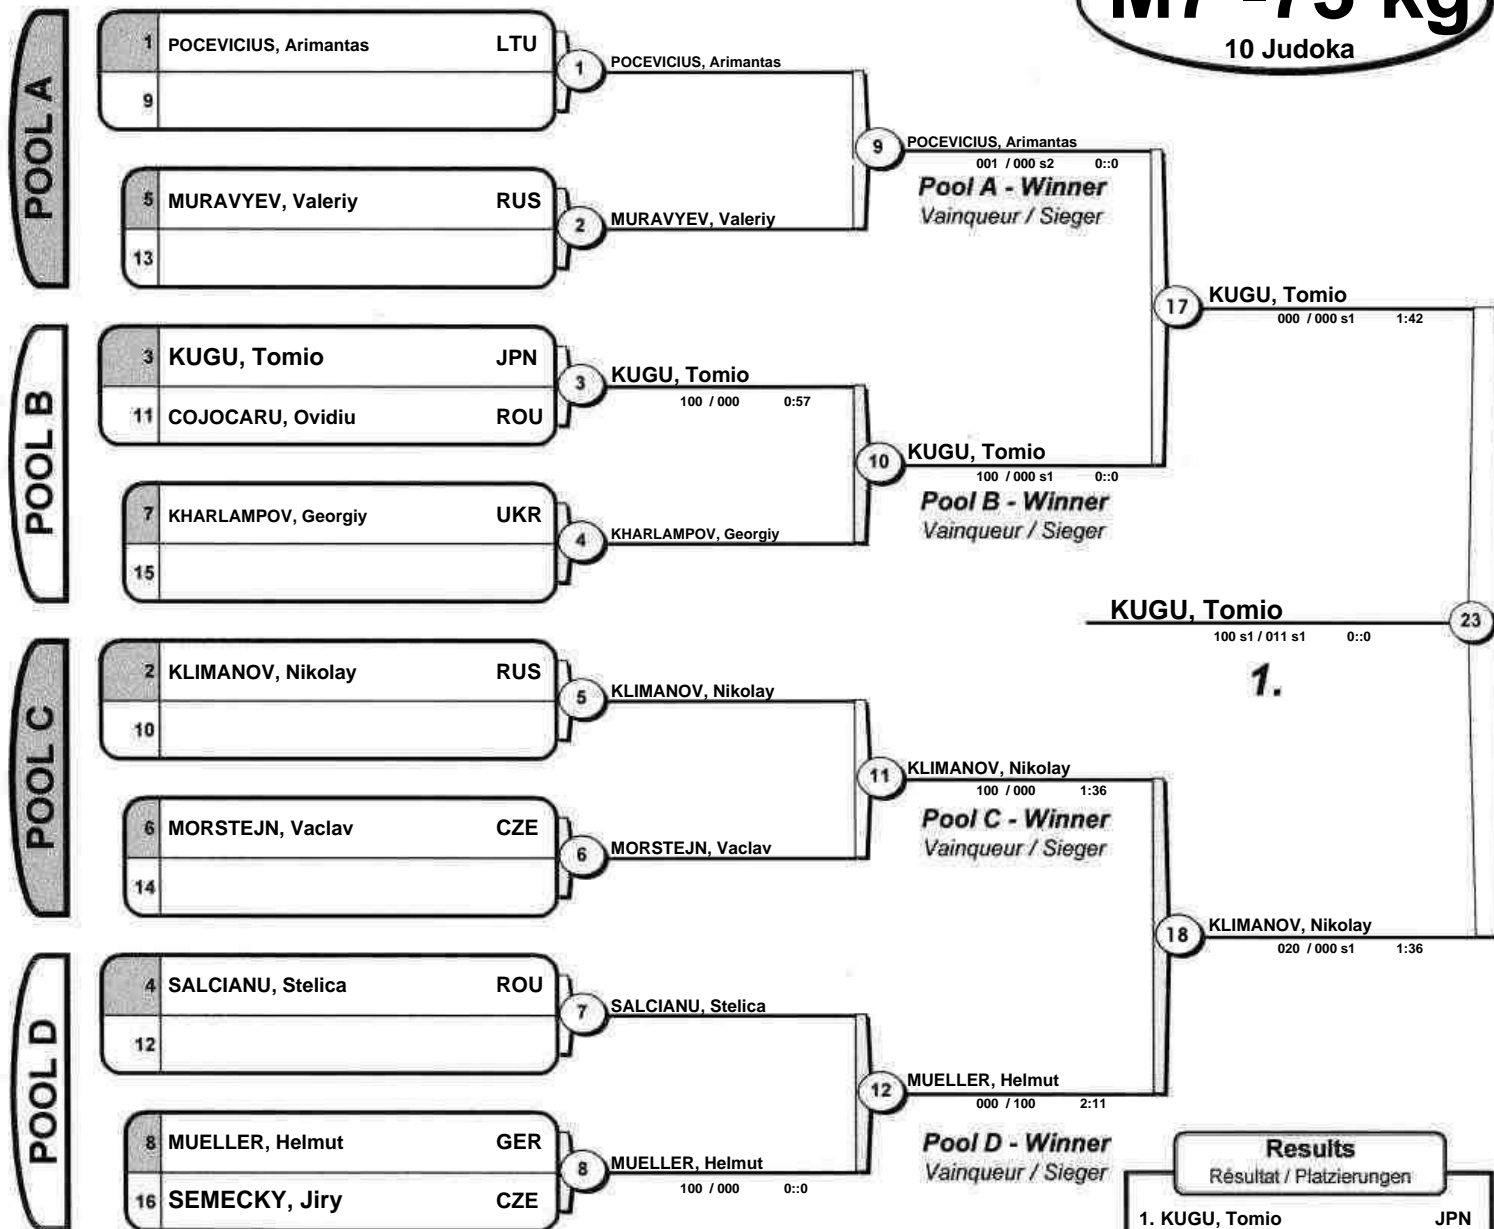 M7 -73 kg
10 Judoka
POOL A
1 POCEVICIUS, Arimantas LTU
9
5 MURAVYEV, Valeriy RUS
13
1 POCEVICIUS, Arimantas
2 MURAVYEV, Valeriy
9 POCEVICIUS, Arimantas
001 / 000 s2 0::0
Pool A - Winner
Vainqueur / Sieger
POOL B
3 KUGU, Tomio JPN
11 COJOCARU, Ovidiu ROU
7 KHARLAMPOV, Georgiy UKR
15
3 KUGU, Tomio
100 / 000 0:57
4 KHARLAMPOV, Georgiy
10 KUGU, Tomio
100 / 000 s1 0::0
Pool B - Winner
Vainqueur / Sieger
17 KUGU, Tomio
000 / 000 s1 1:42
KUGU, Tomio 23
100 s1 / 011 s1 0::0
1.
POOL C
2 KLIMANOV, Nikolay RUS
10
6 MORSTEJN, Vaclav CZE
14
5 KLIMANOV, Nikolay
6 MORSTEJN, Vaclav
11 KLIMANOV, Nikolay
100 / 000 1:36
Pool C - Winner
Vainqueur / Sieger
18 KLIMANOV, Nikolay
020 / 000 s1 1:36
POOL D
4 SALCIANU, Stelica ROU
12
8 MUELLER, Helmut GER
16 SEMECKY, Jiry CZE
7 SALCIANU, Stelica
8 MUELLER, Helmut
100 / 000 0::0
12 MUELLER, Helmut
000 / 100 2:11
Pool D - Winner
Vainqueur / Sieger
Results
Résultat / Platzierungen
1. KUGU, Tomio JPN